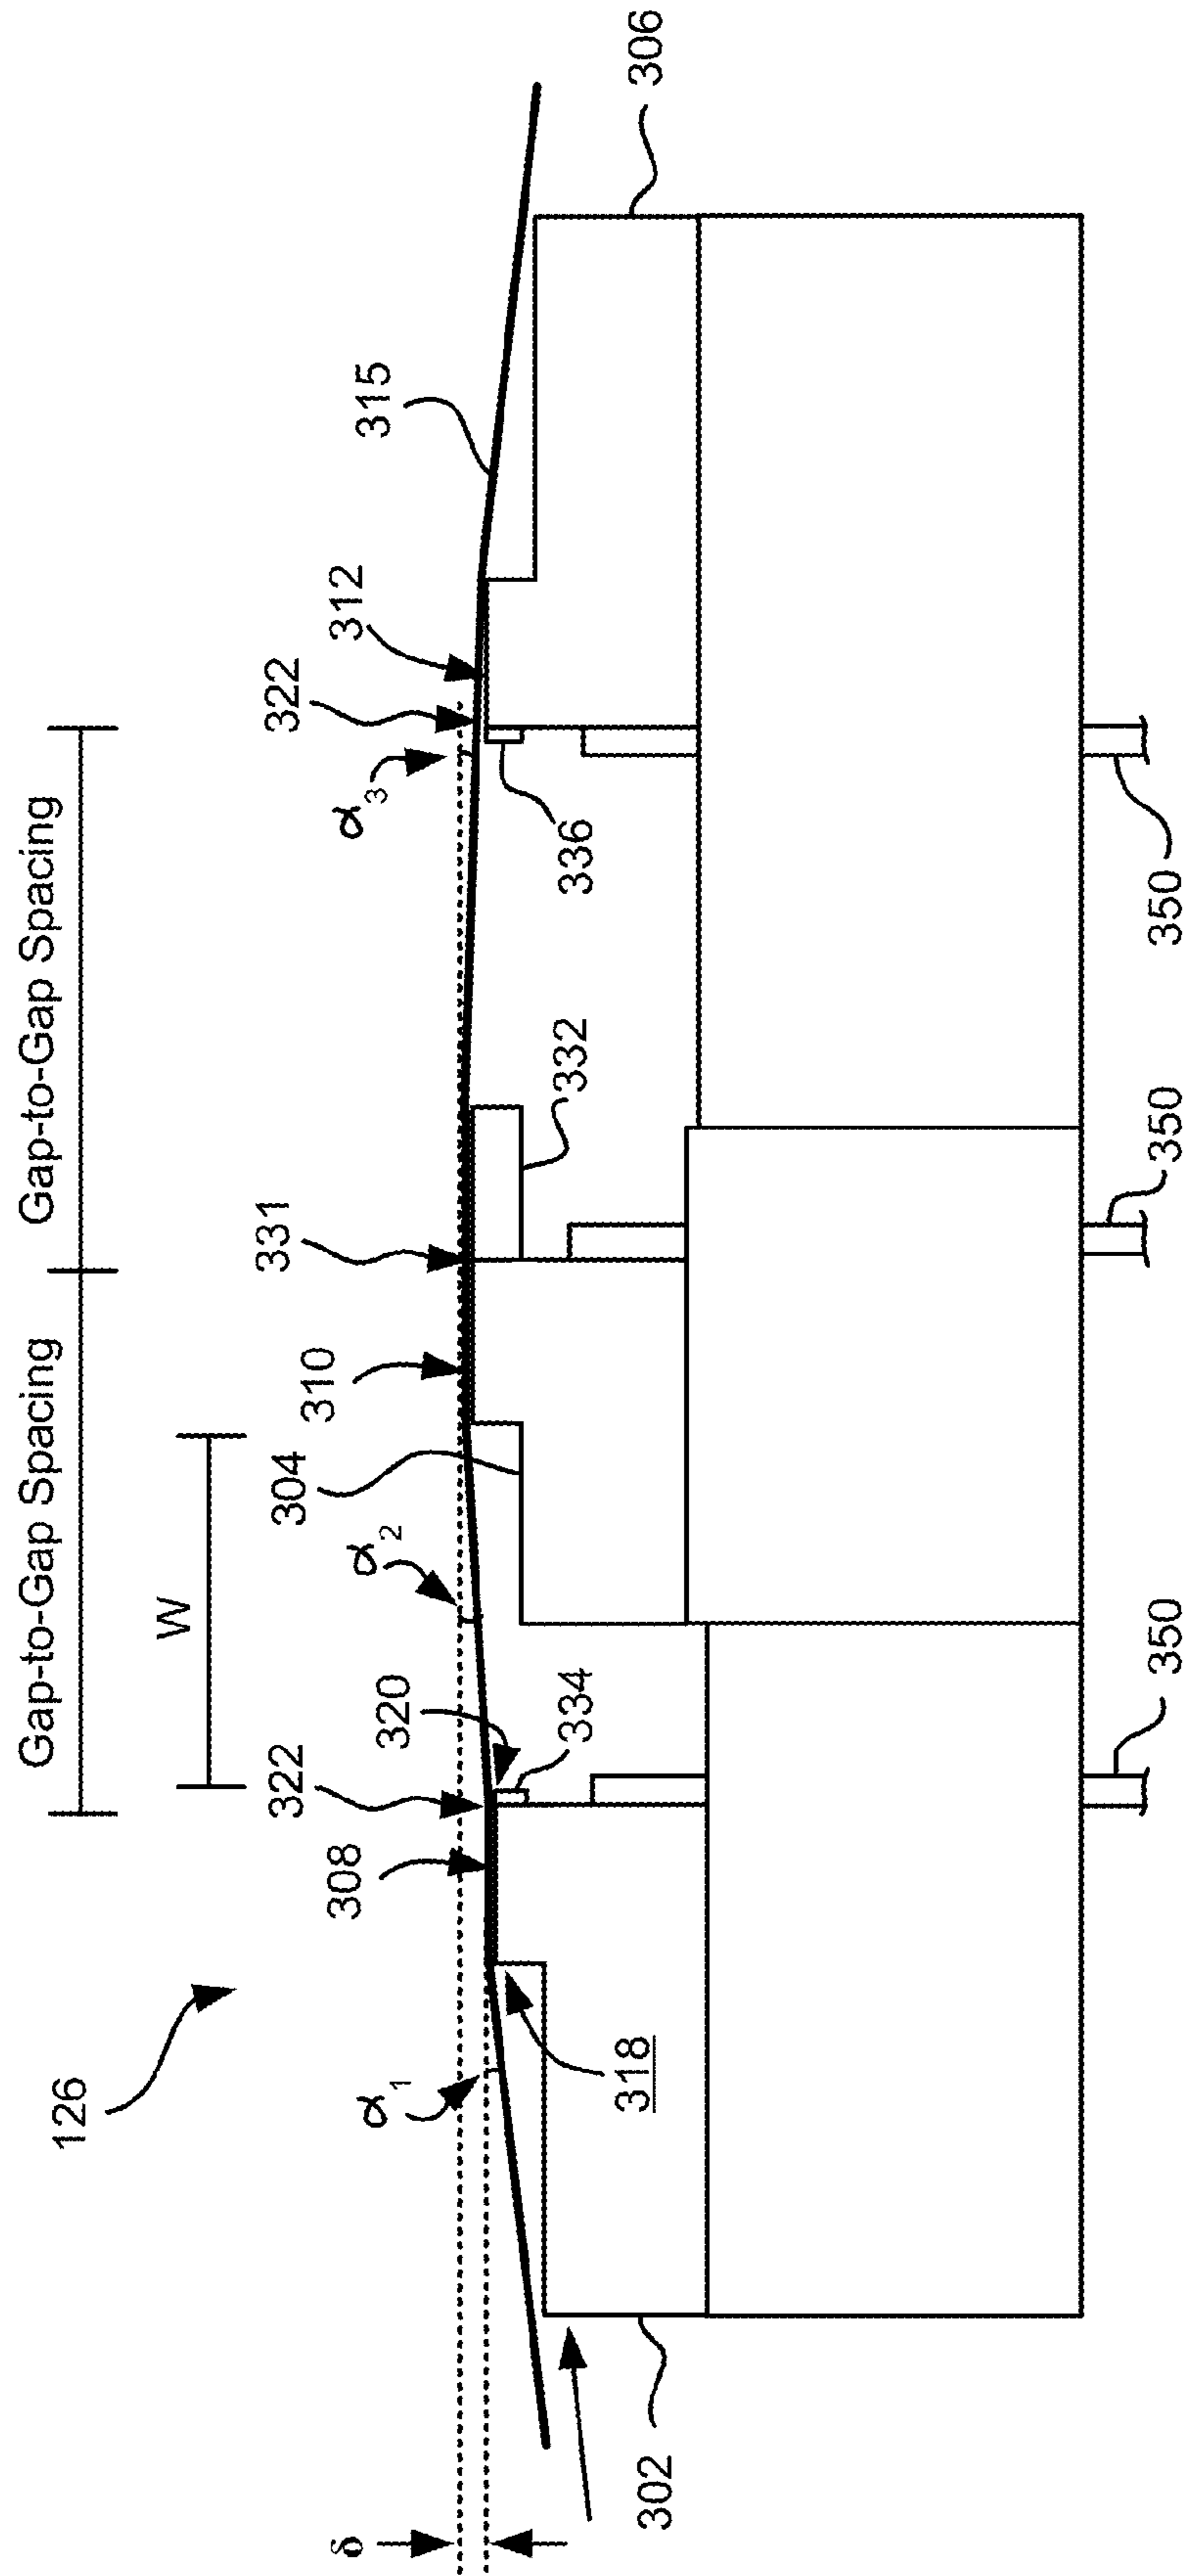 Gap-to-Gap Spacing
Gap-to-Gap Spacing
W
126
α1
308
322
320
334
α2
304
310
331
332
α3
322
312
336
315
306
δ
302
318
350
350
350